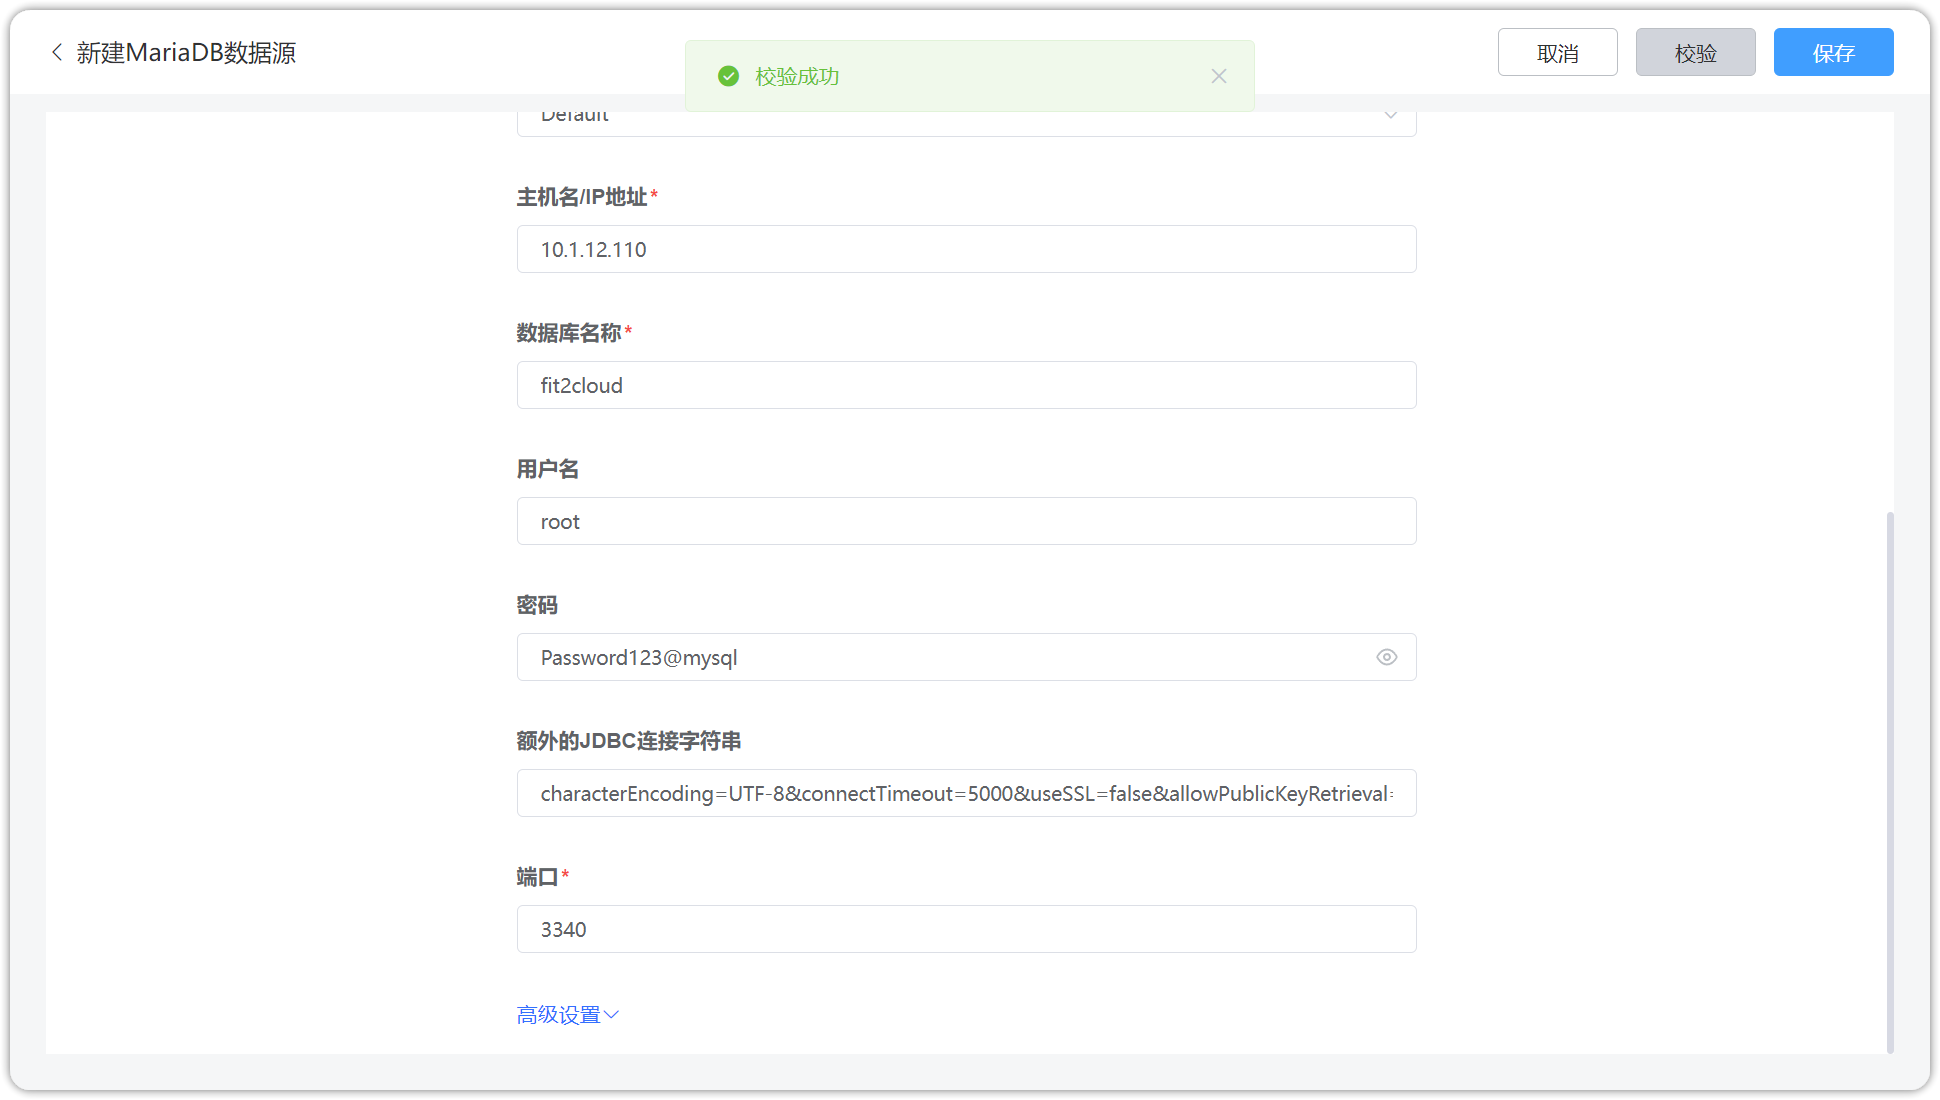 新建MariaDB数据源
校验成功
取消
校验
保存
Default
主机名/IP地址*
10.1.12.110
数据库名称*
fit2cloud
用户名
root
密码
Password123@mysql
额外的JDBC连接字符串
characterEncoding=UTF-8&connectTimeout=5000&useSSL=false&allowPublicKeyRetrieval=
端口*
3340
高级设置